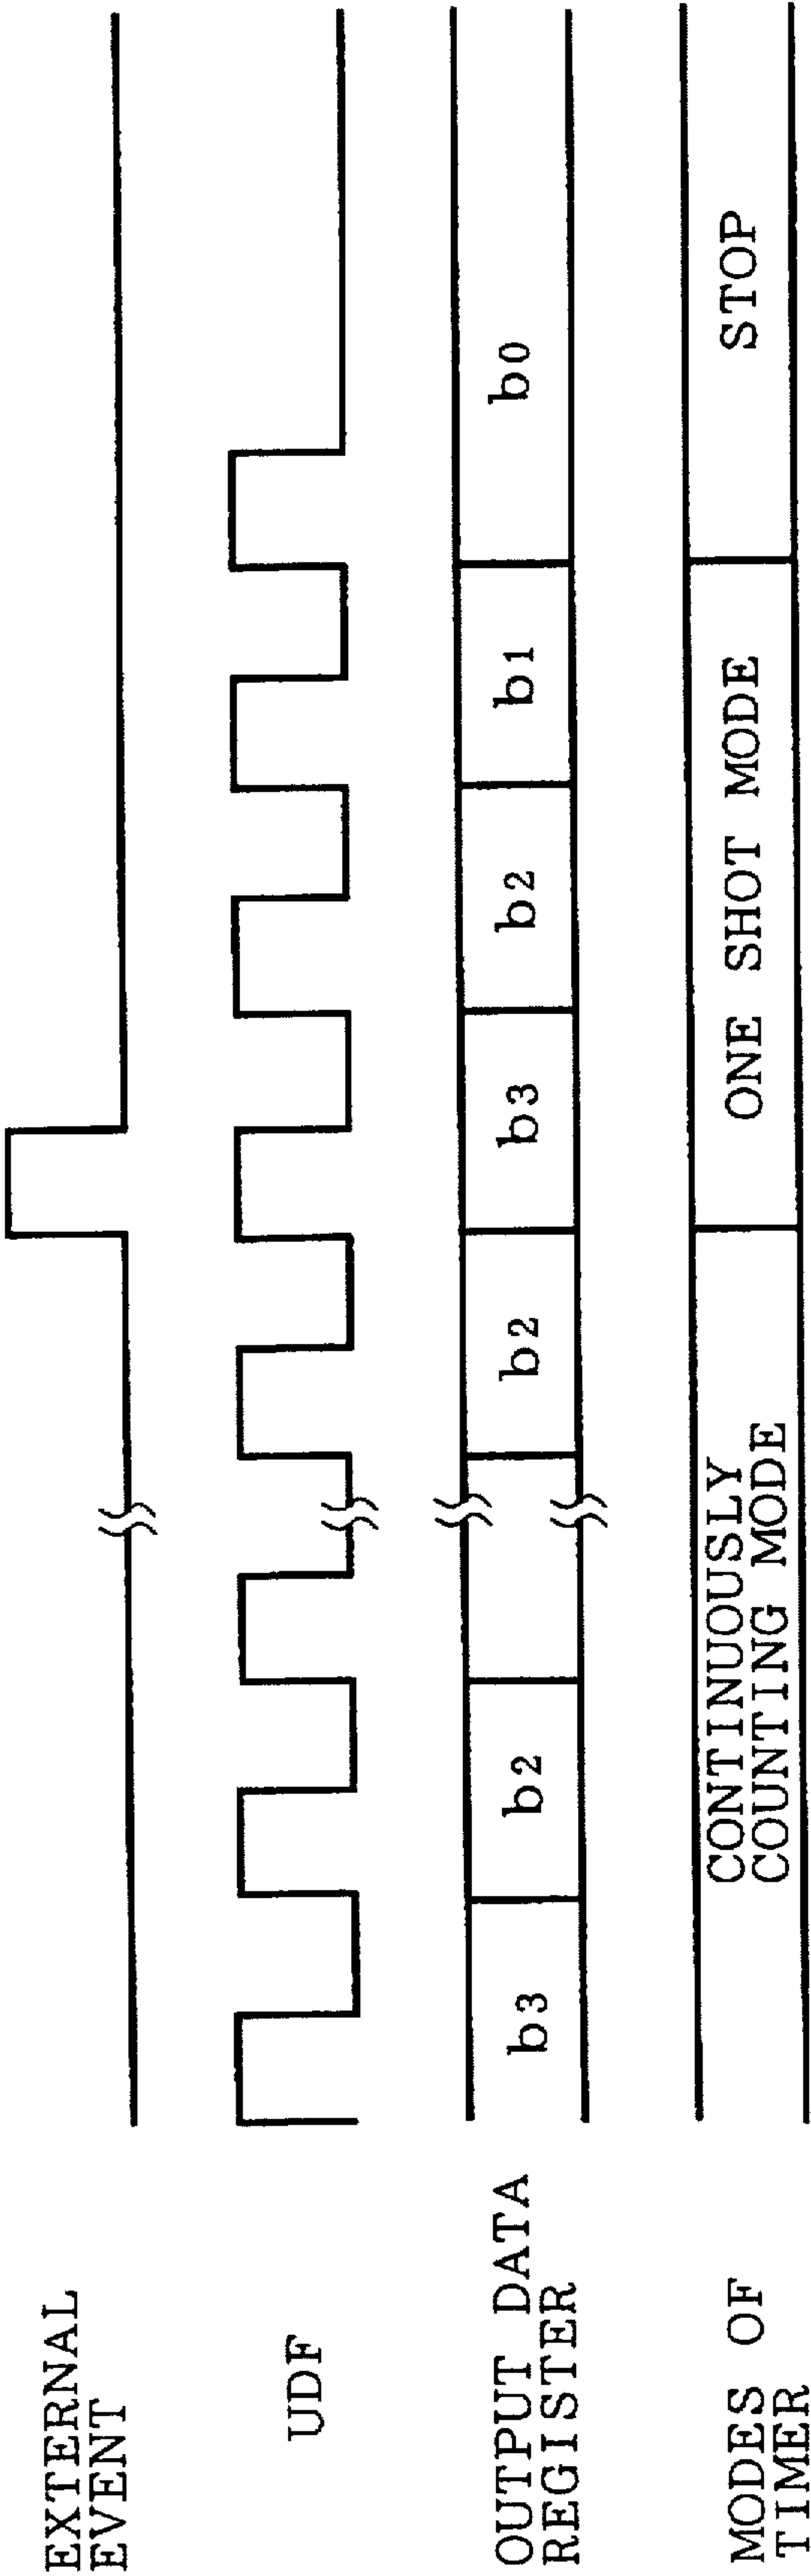 EXTERNAL
EVENT
UDF
OUTPUT DATA
REGISTER
b3
b2
b2
b3
b2
b1
b0
MODES OF
TIMER
CONTINUOUSLY
COUNTING MODE
ONE SHOT MODE
STOP